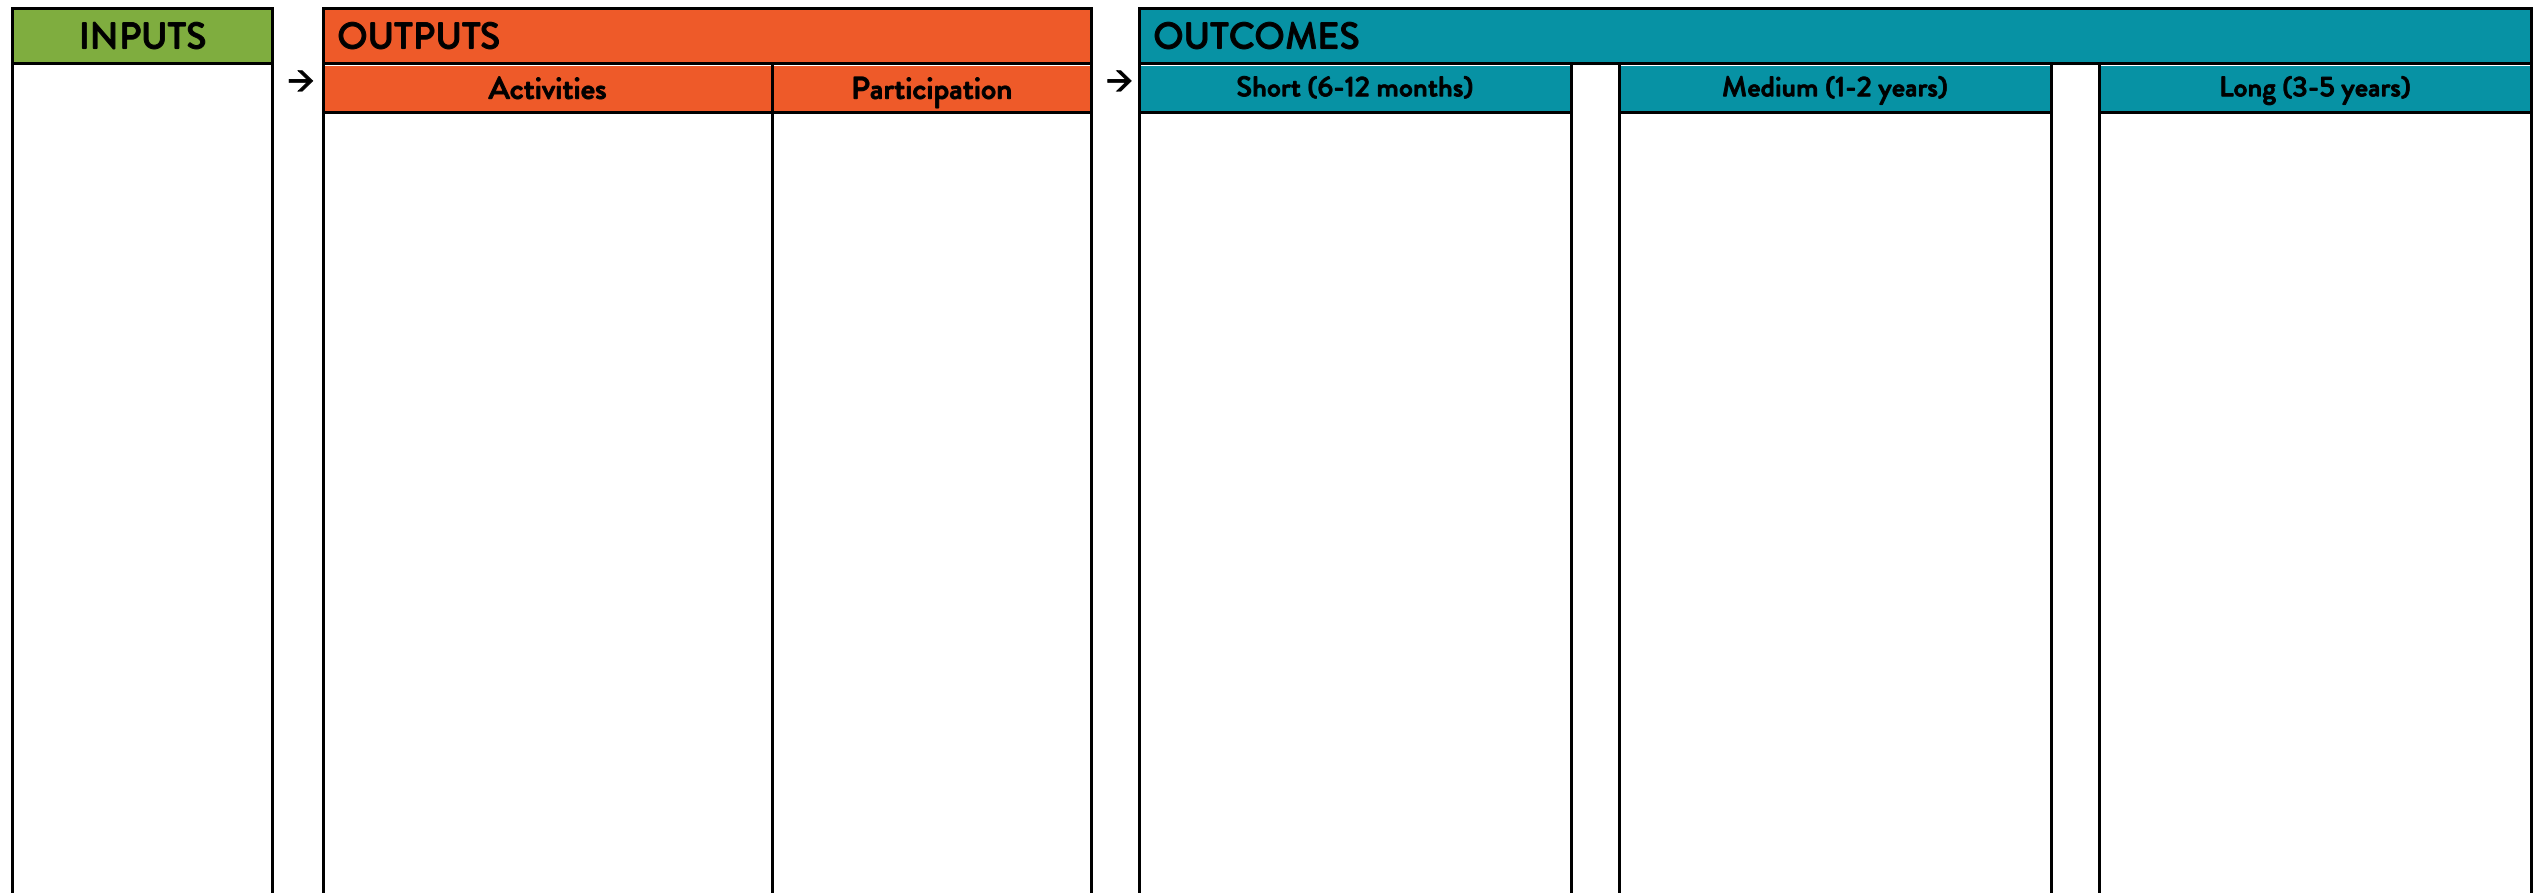 INPUTS
→
OUTPUTS
Activities
Participation
→
OUTCOMES
Short (6-12 months)
Medium (1-2 years)
Long (3-5 years)